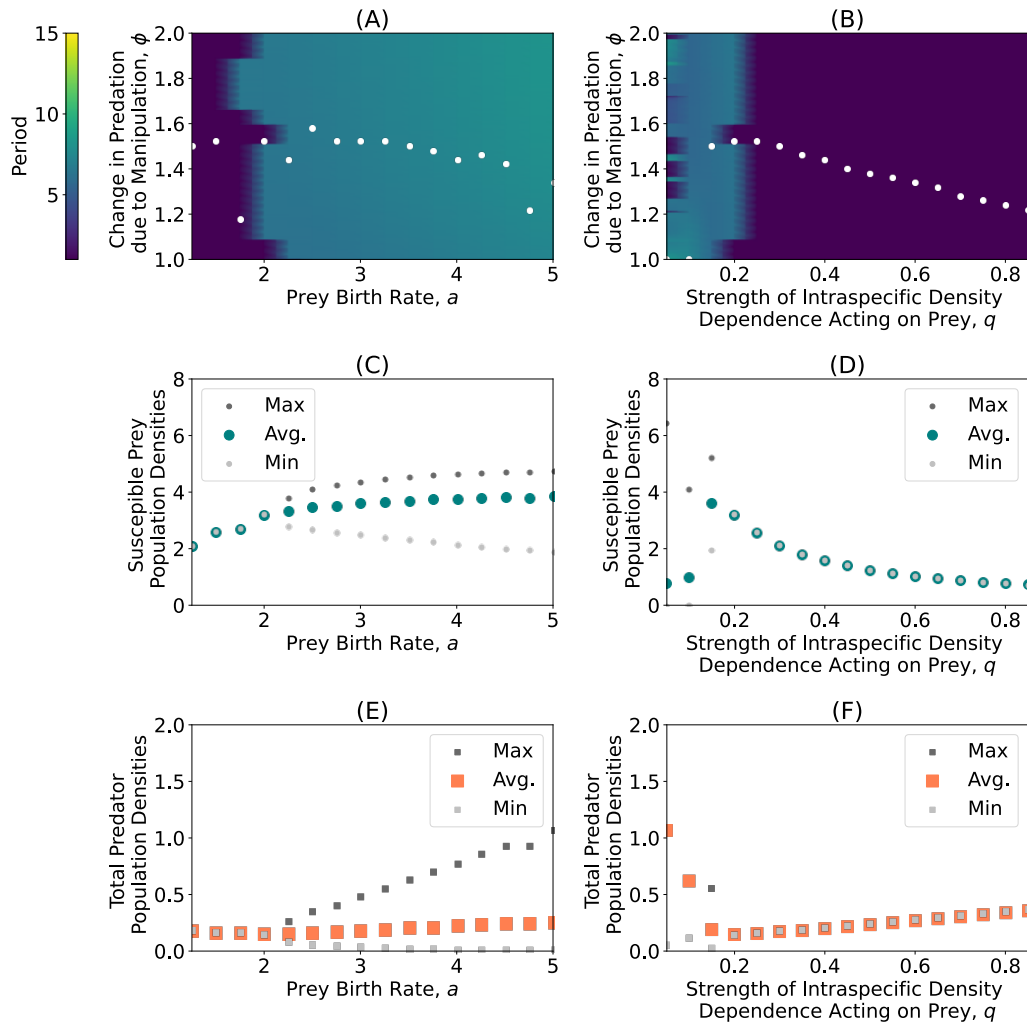 (A)
15
10
5
Period
2.0
1.8
1.6
1.4
1.2
1.0
Change in Predation
due to Manipulation, ϕ
2
3
4
5
Prey Birth Rate, a
(B)
2.0
1.8
1.6
1.4
1.2
1.0
Change in Predation
due to Manipulation, ϕ
0.2
0.4
0.6
0.8
Strength of Intraspecific Density
Dependence Acting on Prey, q
(C)
8
6
4
2
0
Susceptible Prey
Population Densities
Max
Avg.
Min
2
3
4
5
Prey Birth Rate, a
(D)
8
6
4
2
0
Susceptible Prey
Population Densities
Max
Avg.
Min
0.2
0.4
0.6
0.8
Strength of Intraspecific Density
Dependence Acting on Prey, q
(E)
2.0
1.5
1.0
0.5
0.0
Total Predator
Population Densities
Max
Avg.
Min
2
3
4
5
Prey Birth Rate, a
(F)
2.0
1.5
1.0
0.5
0.0
Total Predator
Population Densities
Max
Avg.
Min
0.2
0.4
0.6
0.8
Strength of Intraspecific Density
Dependence Acting on Prey, q